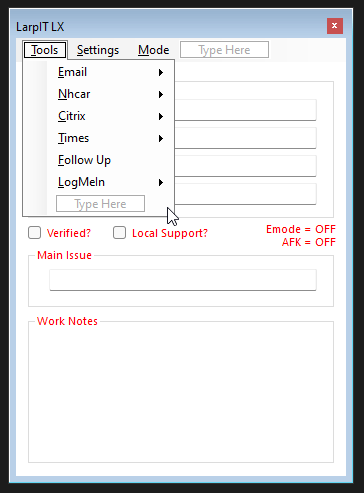 LarpIT LX
x
Tools Settings Mode Type Here
Email
Nhcar
Citrix
Times
Follow Up
LogMeIn
Type Here
Verified? Local Support? Emode = OFF
AFK = OFF
Main Issue
Work Notes